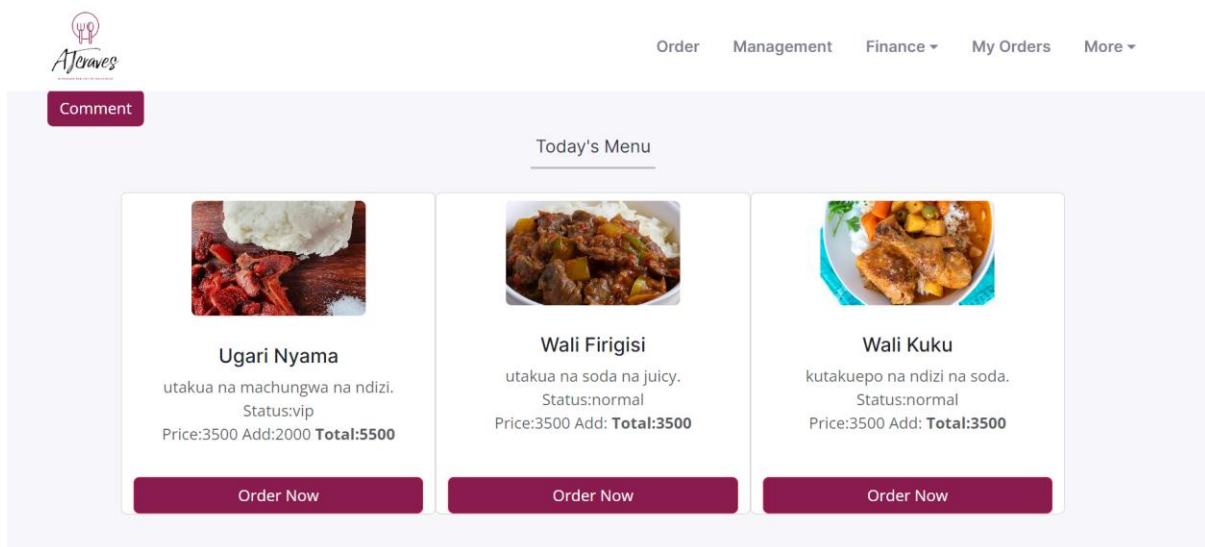 AJcraves
Order Management Finance My Orders More
Comment
Today's Menu
Ugari Nyama
utakua na machungwa na ndizi.
Status:vip
Price:3500 Add:2000 Total:5500
Order Now
Wali Firigisi
utakua na soda na juicy.
Status:normal
Price:3500 Add: Total:3500
Order Now
Wali Kuku
kutakuepo na ndizi na soda.
Status:normal
Price:3500 Add: Total:3500
Order Now